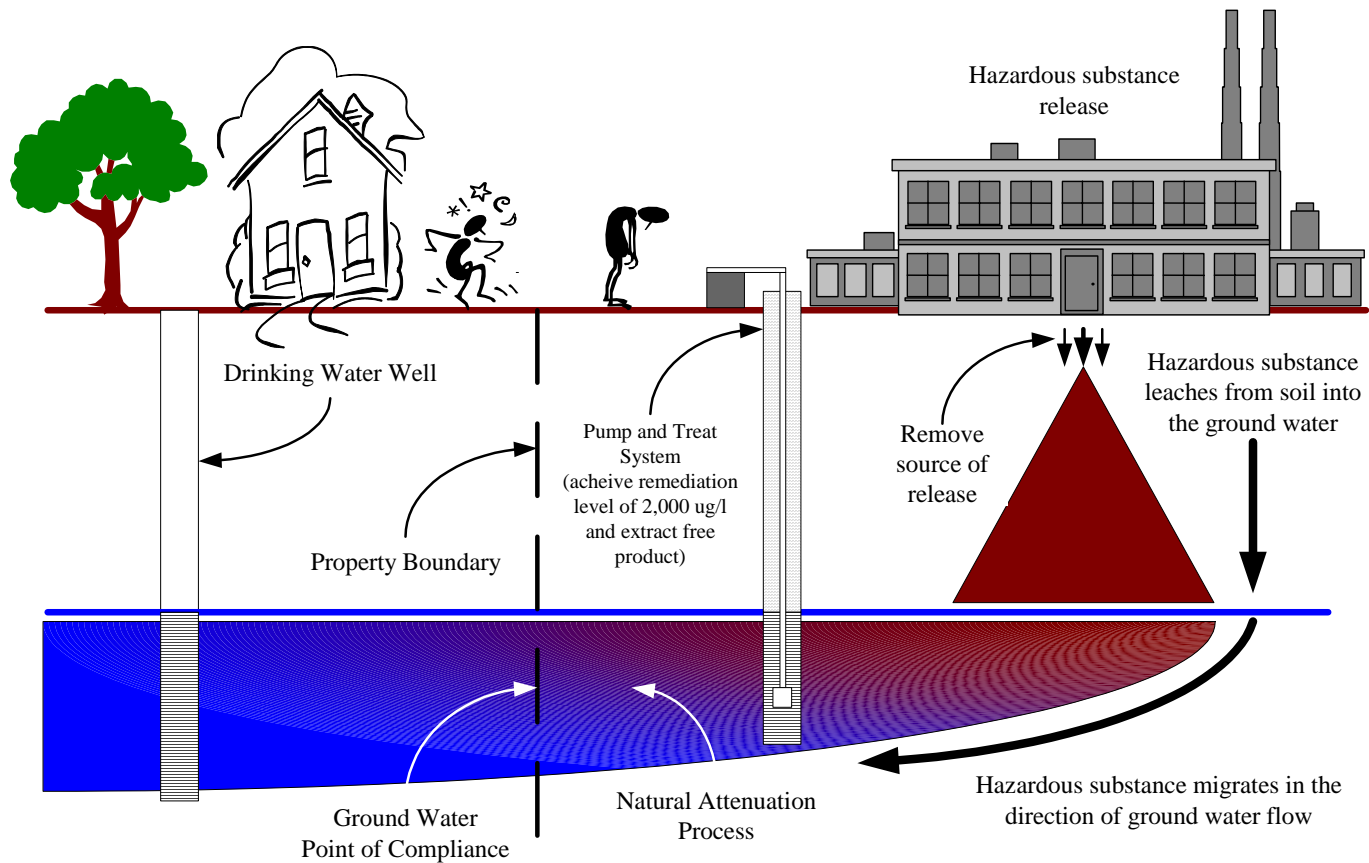 Hazardous substance
release
Drinking Water Well
*!
Pump and Treat
System
(acheive remediation
level of 2,000 ug/l
and extract free
product)
Remove
source of
release
Hazardous substance
leaches from soil into
the ground water
Property Boundary
Ground Water
Point of Compliance
Natural Attenuation
Process
Hazardous substance migrates in the
direction of ground water flow